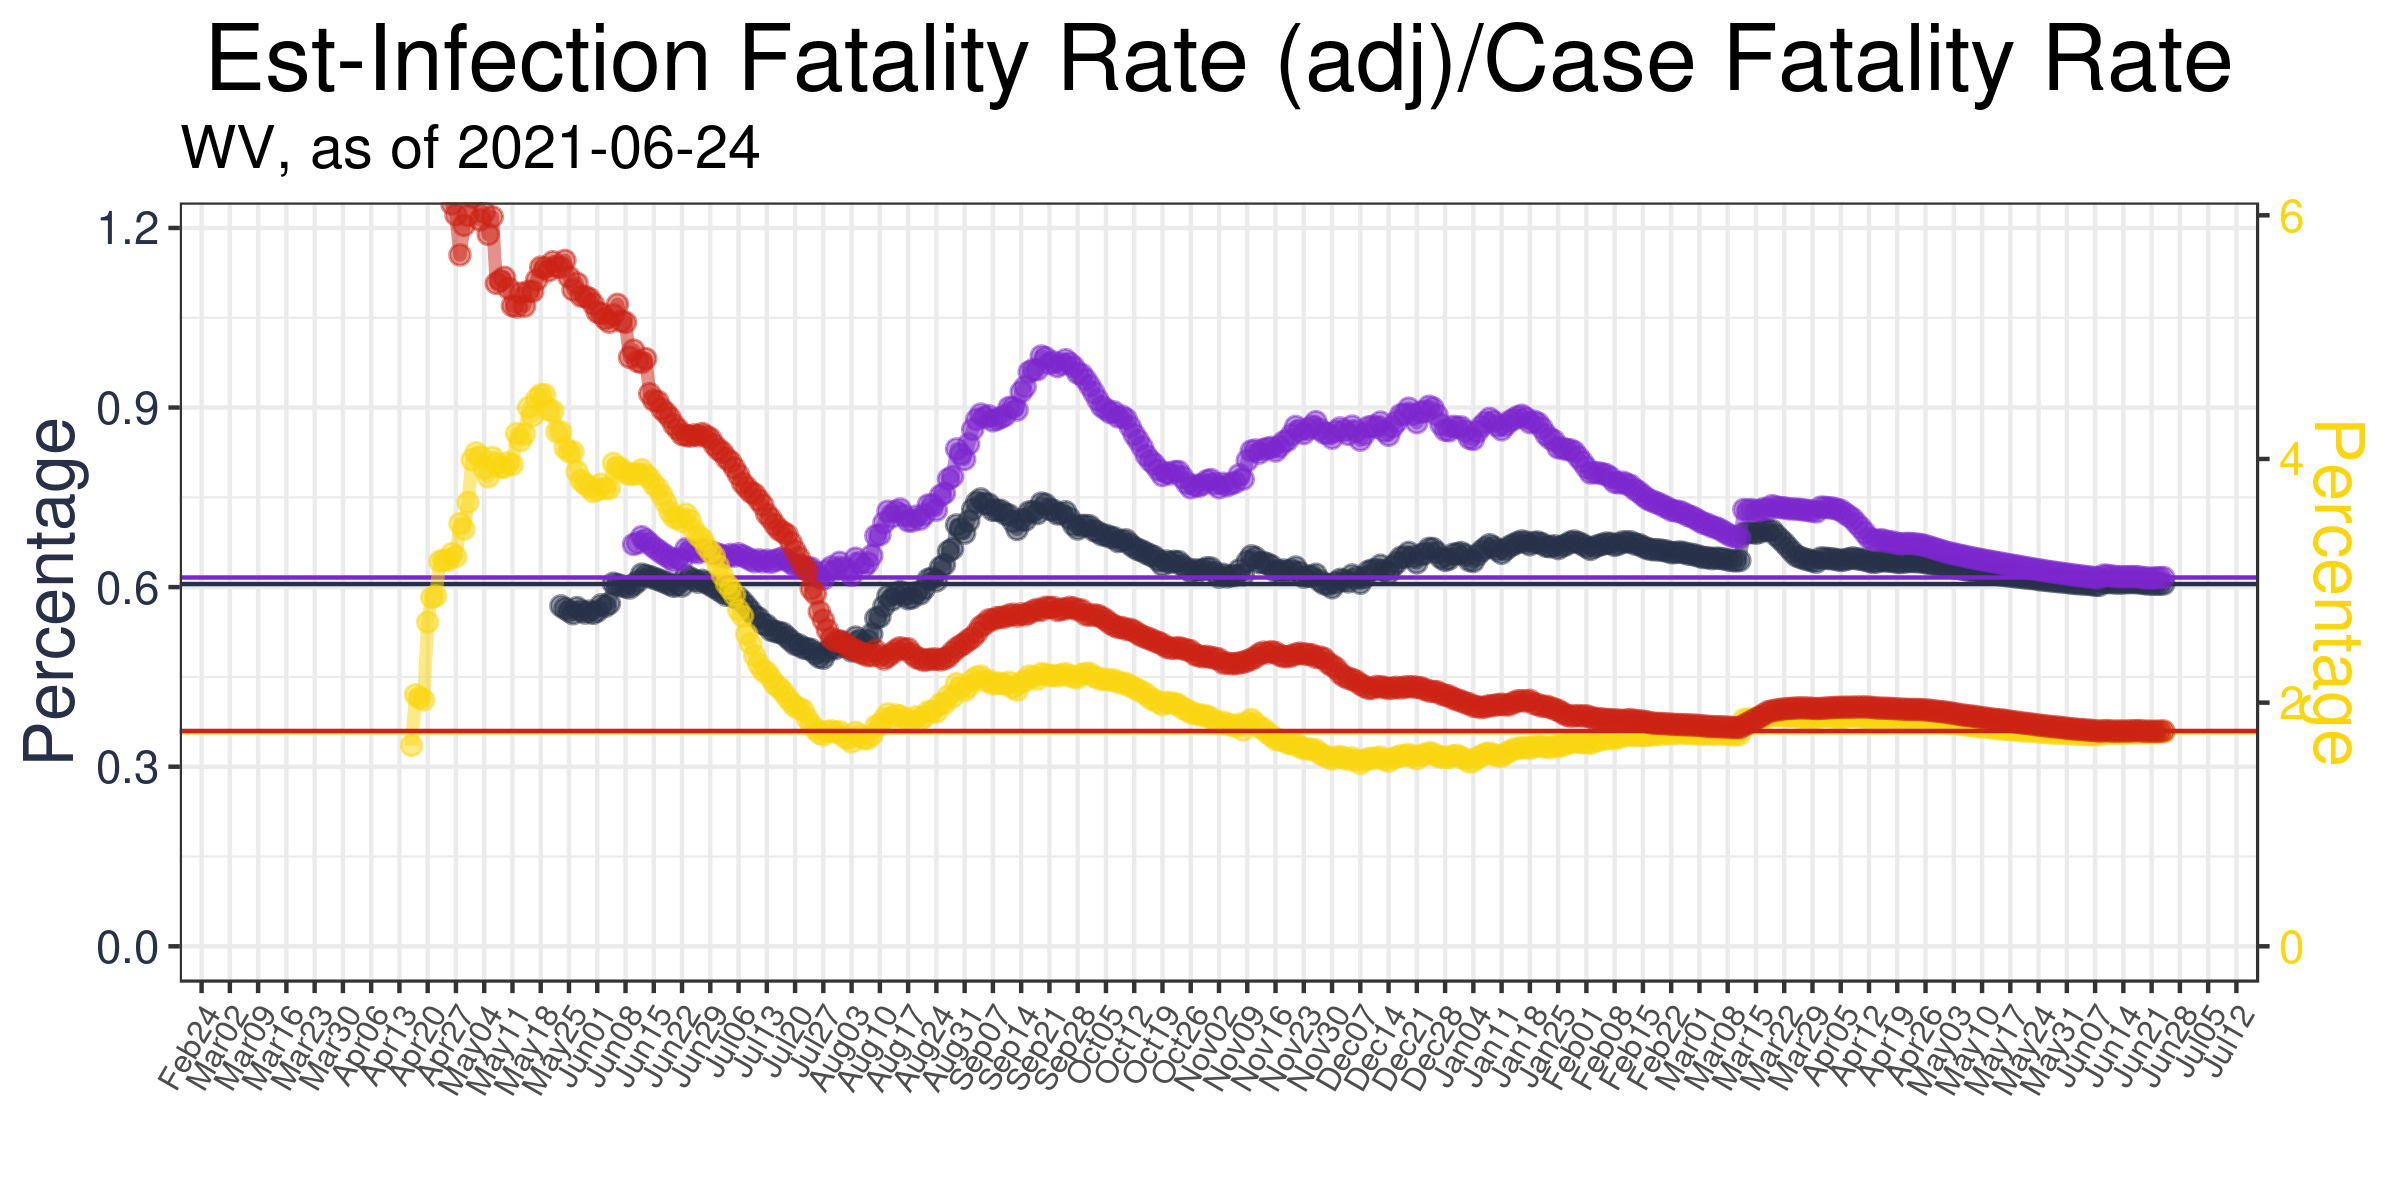 Est-Infection Fatality Rate (adj)/Case Fatality Rate
WV, as of 2021-06-24
Percentage
1.2
0.9
0.6
0.3
0.0
6
4
2
0
Percentage
Feb24
Mar02
Mar09
Mar16
Mar23
Mar30
Apr06
Apr13
Apr20
Apr27
May04
May11
May18
May25
Jun01
Jun08
Jun15
Jun22
Jun29
Jul06
Jul13
Jul20
Jul27
Aug03
Aug10
Aug17
Aug24
Aug31
Sep07
Sep14
Sep21
Sep28
Oct05
Oct12
Oct19
Oct26
Nov02
Nov09
Nov16
Nov23
Nov30
Dec07
Dec14
Dec21
Dec28
Jan04
Jan11
Jan18
Jan25
Feb01
Feb08
Feb15
Feb22
Mar01
Mar08
Mar15
Mar22
Mar29
Apr05
Apr12
Apr19
Apr26
May03
May10
May17
May24
May31
Jun07
Jun14
Jun21
Jun28
Jul05
Jul12